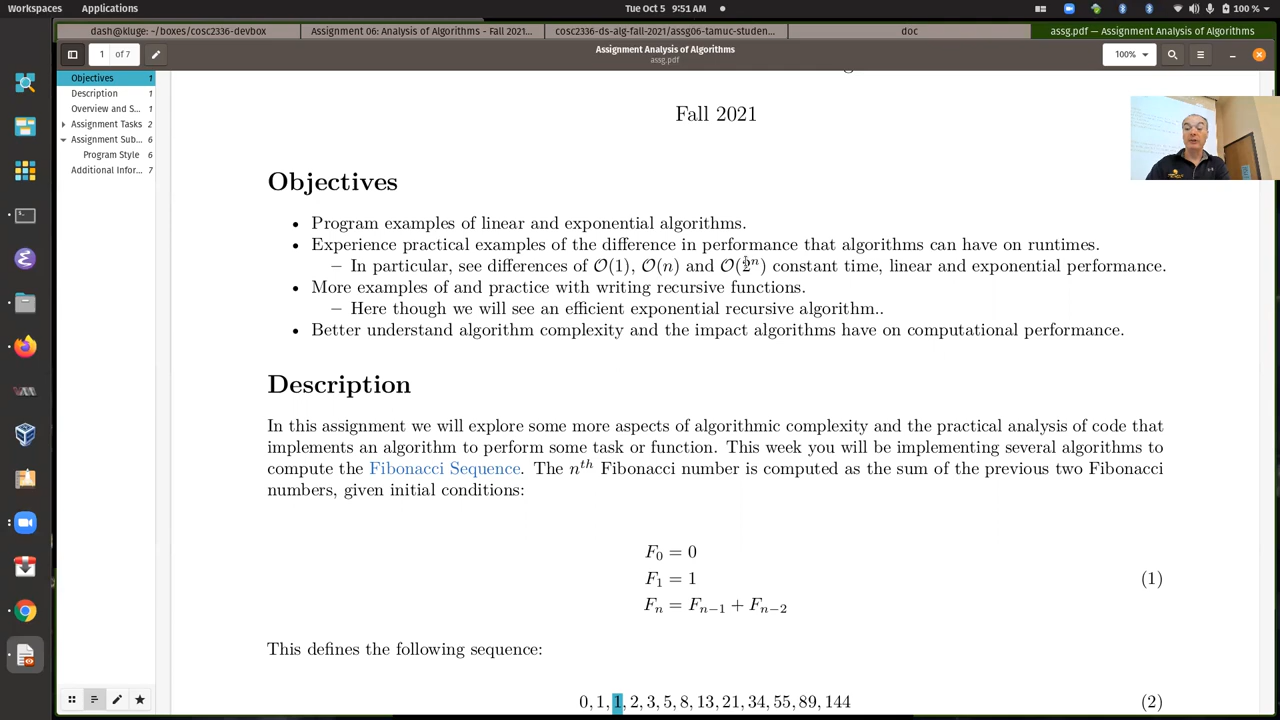 Workspaces Applications Tue Oct 5 9:51 AM 100 %
dash@kluge: ~/boxes/cosc2336-devbox Assignment 06: Analysis of Algorithms - Fall 2021... cosc2336-ds-alg-fall-2021/assg06-tamuc-studen... doc assg.pdf — Assignment Analysis of Algorithms
1 of 7 Assignment Analysis of Algorithms 100%
assg.pdf
Objectives 1
Description 1
Overview and S... 1
Assignment Tasks 2
Assignment Sub... 6
Program Style 6
Additional Infor... 7
Fall 2021
Objectives
• Program examples of linear and exponential algorithms.
• Experience practical examples of the difference in performance that algorithms can have on runtimes.
– In particular, see differences of O(1), O(n) and O(2ⁿ) constant time, linear and exponential performance.
• More examples of and practice with writing recursive functions.
– Here though we will see an efficient exponential recursive algorithm..
• Better understand algorithm complexity and the impact algorithms have on computational performance.
Description
In this assignment we will explore some more aspects of algorithmic complexity and the practical analysis of code that
implements an algorithm to perform some task or function. This week you will be implementing several algorithms to
compute the Fibonacci Sequence. The nᵗʰ Fibonacci number is computed as the sum of the previous two Fibonacci
numbers, given initial conditions:
F₀ = 0
F₁ = 1 (1)
Fₙ = Fₙ₋₁ + Fₙ₋₂
This defines the following sequence:
0, 1, 1, 2, 3, 5, 8, 13, 21, 34, 55, 89, 144 (2)